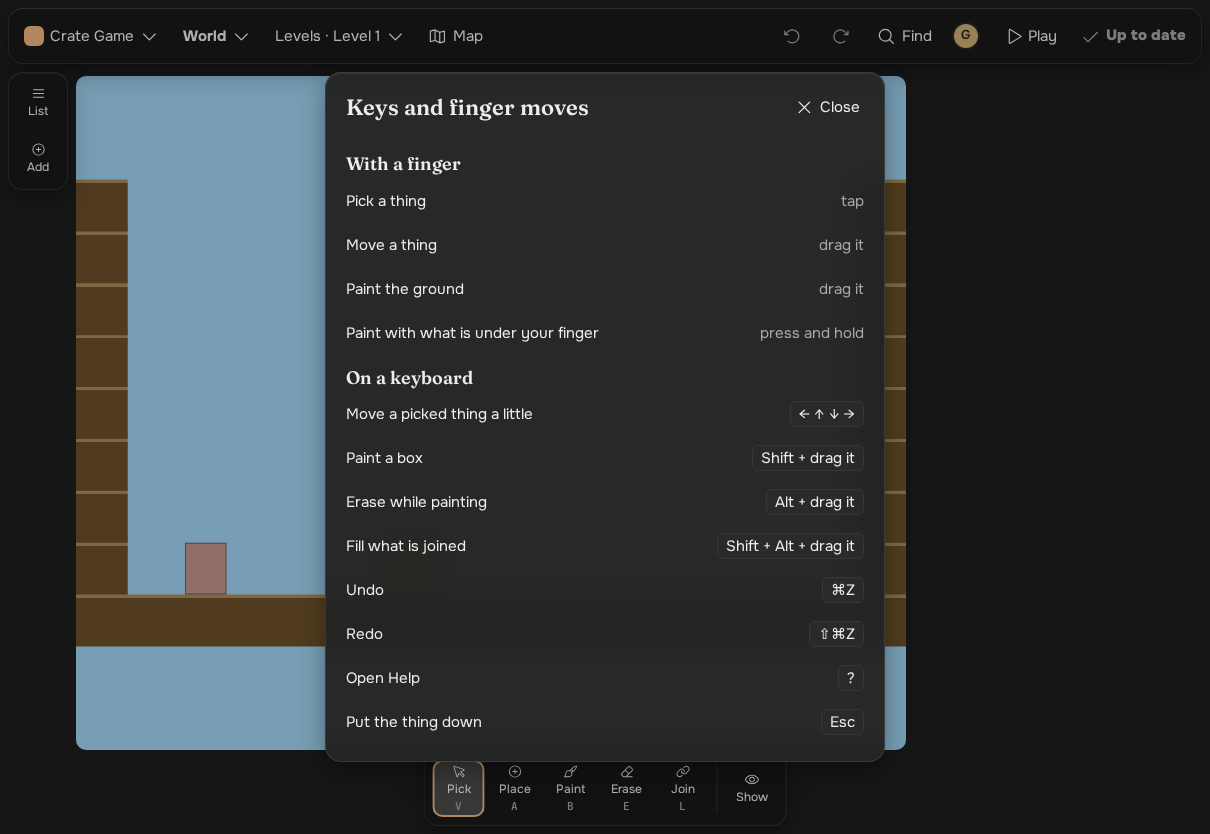 Crate Game
World
Levels · Level 1
Map
Find
G
Play
Up to date
List
Add
Keys and finger moves
Close
With a finger
Pick a thing tap
Move a thing drag it
Paint the ground drag it
Paint with what is under your finger press and hold
On a keyboard
Move a picked thing a little ← ↑ ↓ →
Paint a box Shift + drag it
Erase while painting Alt + drag it
Fill what is joined Shift + Alt + drag it
Undo ⌘Z
Redo ⇧⌘Z
Open Help ?
Put the thing down Esc
Pick Place Paint Erase Join Show
V A B E L